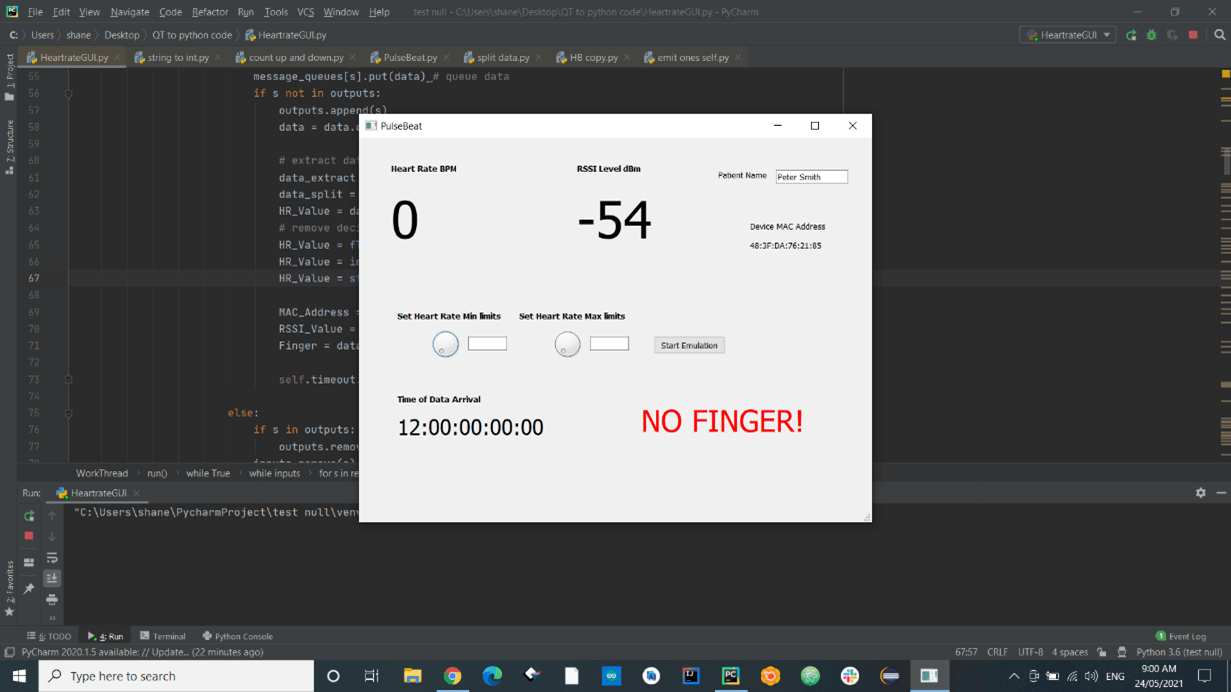 File Edit View Navigate Code Refactor Run Tools VCS Window Help test null - C:\Users\shane\Desktop\QT to python code\HeartrateGUI.py - PyCharm
C: Users shane Desktop QT to python code HeartrateGUI.py
HeartrateGUI
HeartrateGUI.py string to int.py count up and down.py PulseBeat.py split data.py HB copy.py emit ones self.py
1: Project
7: Structure
2: Favorites
55 message_queues[s].put(data)_# queue data
56 if s not in outputs:
57 outputs.append(s)
58 data = data.
59
60 # extract da
61 data_extract
62 data_split =
63 HR_Value = da
64 # remove deci
65 HR_Value = f
66 HR_Value = in
67 HR_Value = s
68
69 MAC_Address =
70 RSSI_Value =
71 Finger = data
72
73 self.timeout.
74
75 else:
76 if s in outputs:
77 outputs.remov
WorkThread run() while True while inputs for s in re
PulseBeat
Heart Rate BPM RSSI Level dBm Patient Name Peter Smith
0 -54
Device MAC Address
48:3F:DA:76:21:85
Set Heart Rate Min limits Set Heart Rate Max limits
Start Emulation
Time of Data Arrival
12:00:00:00:00 NO FINGER!
Run: HeartrateGUI
"C:\Users\shane\PycharmProject\test null\venv
6: TODO 4: Run Terminal Python Console 1 Event Log
PyCharm 2020.1.5 available: // Update... (22 minutes ago) 67:57 CRLF UTF-8 4 spaces Python 3.6 (test null)
Type here to search
ENG 9:00 AM
24/05/2021